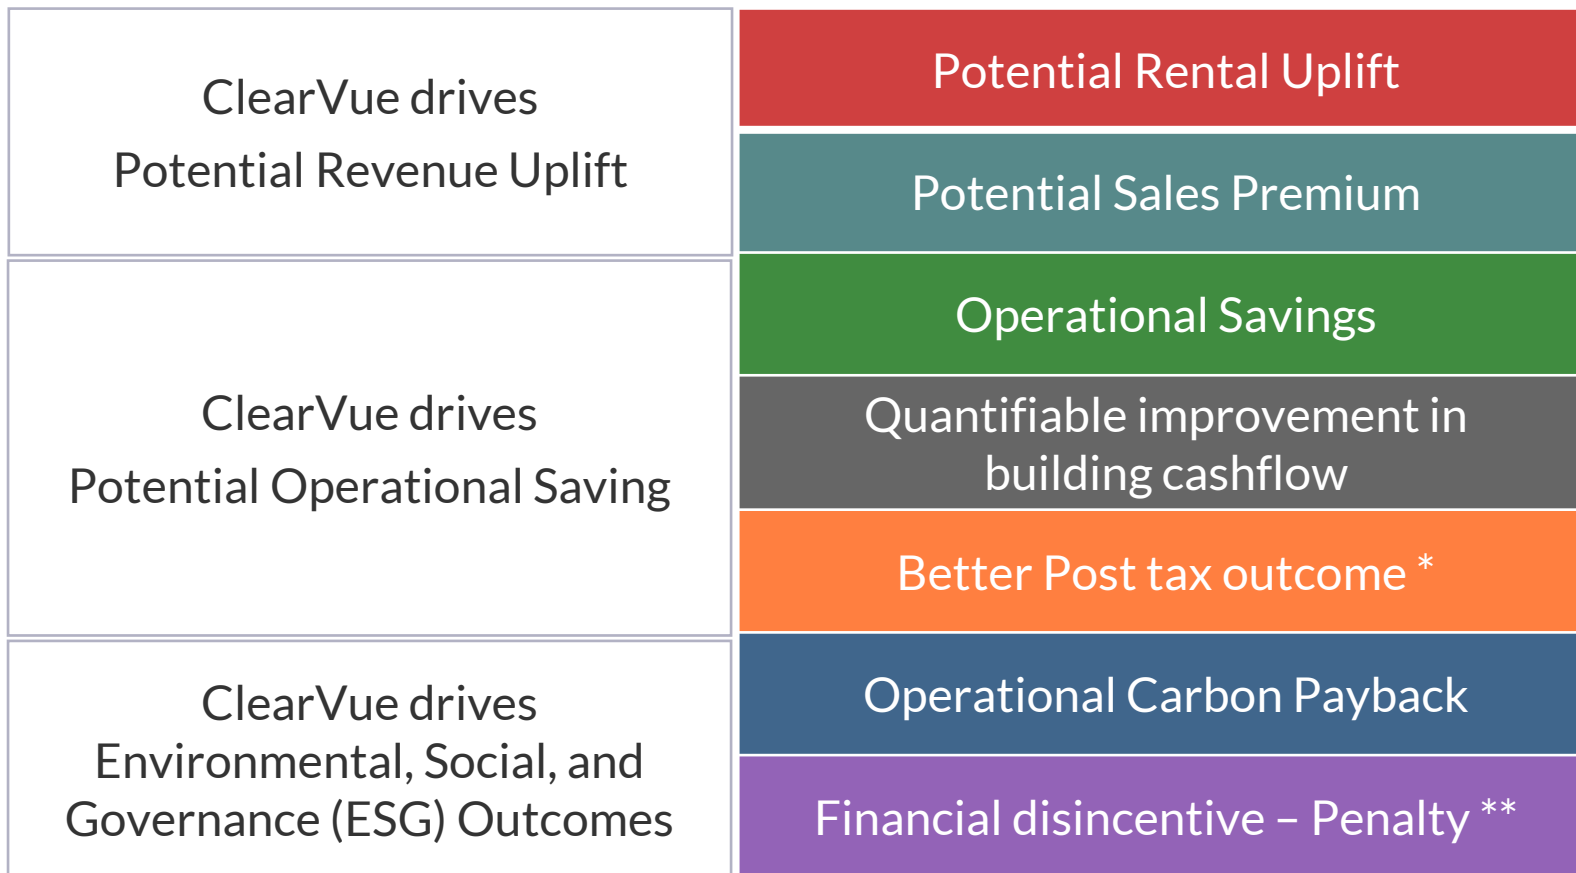 ClearVue drives
Potential Revenue Uplift
Potential Rental Uplift
Potential Sales Premium
ClearVue drives
Potential Operational Saving
Operational Savings
Quantifiable improvement in
building cashflow
Better Post tax outcome *
ClearVue drives
Environmental, Social, and
Governance (ESG) Outcomes
Operational Carbon Payback
Financial disincentive – Penalty **